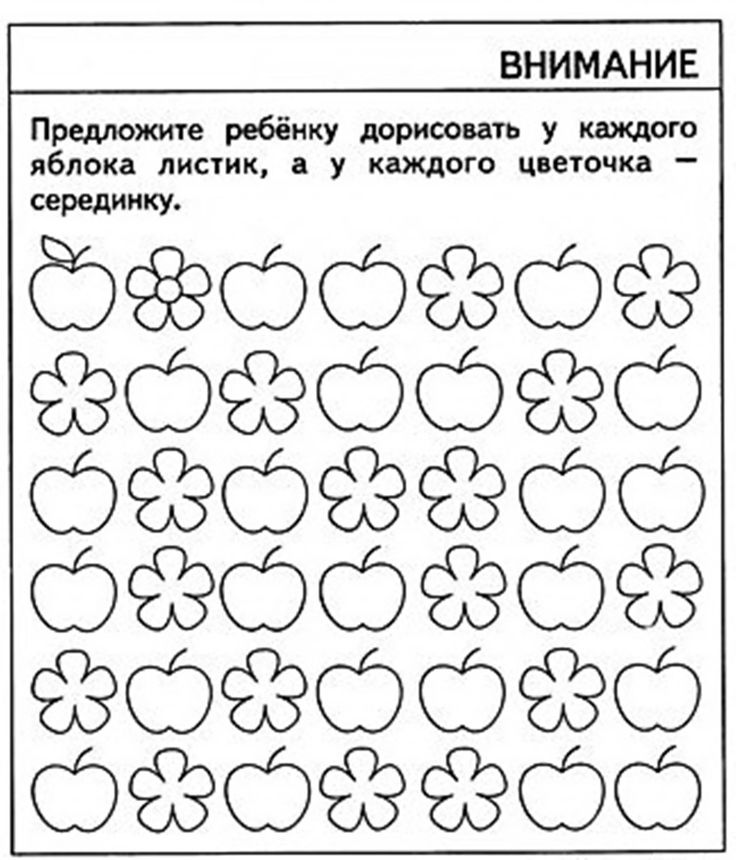 ВНИМАНИЕ
Предложите ребёнку дорисовать у каждого
яблока листик, а у каждого цветочка —
серединку.